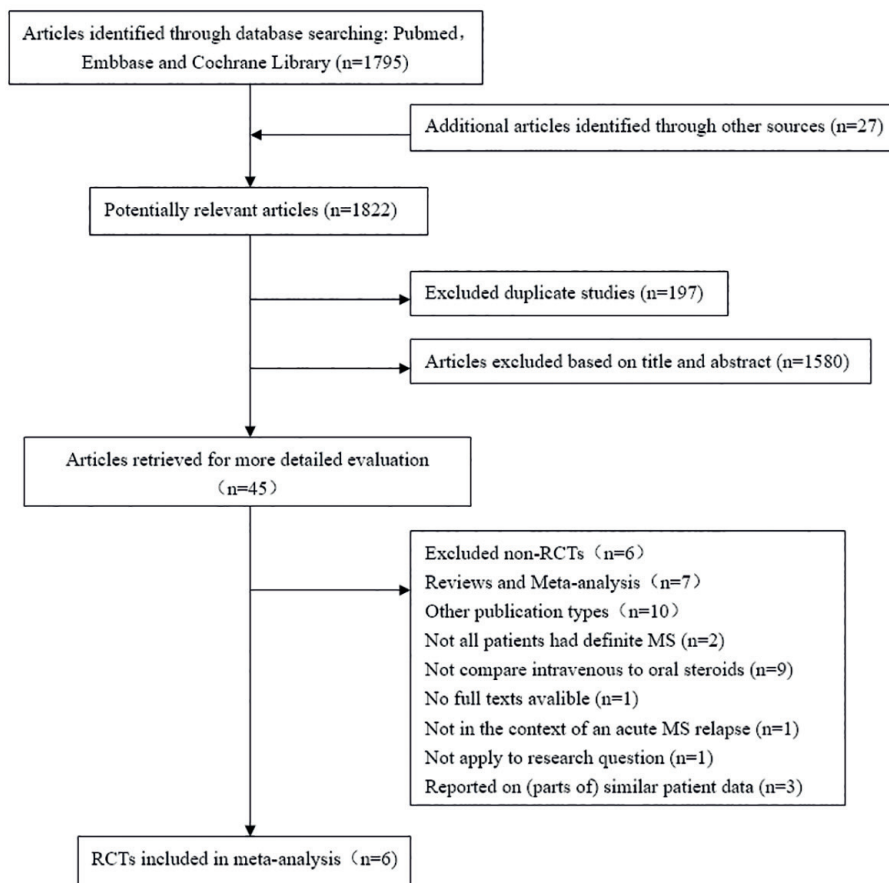 Articles identified through database searching: Pubmed,
Embbase and Cochrane Library (n=1795)
Additional articles identified through other sources (n=27)
Potentially relevant articles (n=1822)
Excluded duplicate studies (n=197)
Articles excluded based on title and abstract (n=1580)
Articles retrieved for more detailed evaluation
（n=45）
Excluded non-RCTs（n=6）
Reviews and Meta-analysis（n=7）
Other publication types（n=10）
Not all patients had definite MS (n=2)
Not compare intravenous to oral steroids (n=9)
No full texts avalible (n=1)
Not in the context of an acute MS relapse (n=1)
Not apply to research question (n=1)
Reported on (parts of) similar patient data (n=3)
RCTs included in meta-analysis（n=6）